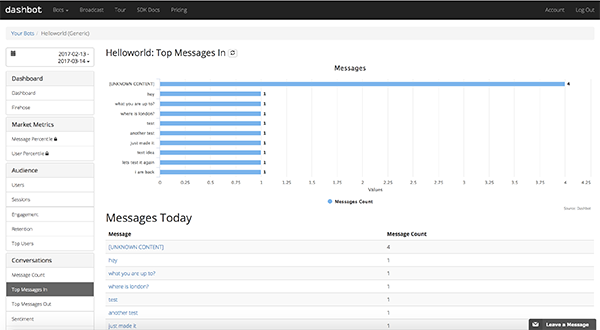 dashbot Bots Broadcast Tour SDK Docs Pricing Account Log Out
Your Bots / Helloworld (Generic)
2017-02-13 -
2017-03-14
Dashboard
Dashboard
Firehose
Market Metrics
Message Percentile
User Percentile
Audience
Users
Sessions
Engagement
Retention
Top Users
Conversations
Message Count
Top Messages In
Top Messages Out
Sentiment
Helloworld: Top Messages In
Messages
[UNKNOWN CONTENT] 4
hey 1
what you are up to? 1
where is london? 1
test 1
another test 1
just made it 1
test idea 1
lets test it again 1
I am back 1
0 0.25 0.5 0.75 1 1.25 1.5 1.75 2 2.25 2.5 2.75 3 3.25 3.5 3.75 4 4.25
Values
Messages Count
Source: Dashbot
Messages Today
Message Message Count
[UNKNOWN CONTENT] 4
hey 1
what you are up to? 1
where is london? 1
test 1
another test 1
just made it 1
Leave a Message